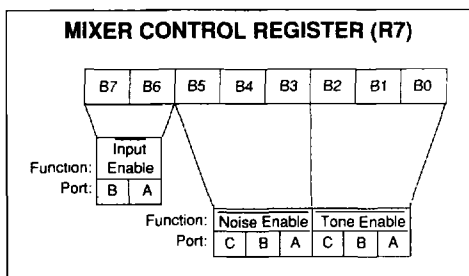 MIXER CONTROL REGISTER (R7)
B7 B6 B5 B4 B3 B2 B1 B0
Input
Function: Enable
Port: B A
Function: Noise Enable Tone Enable
Port: C B A C B A